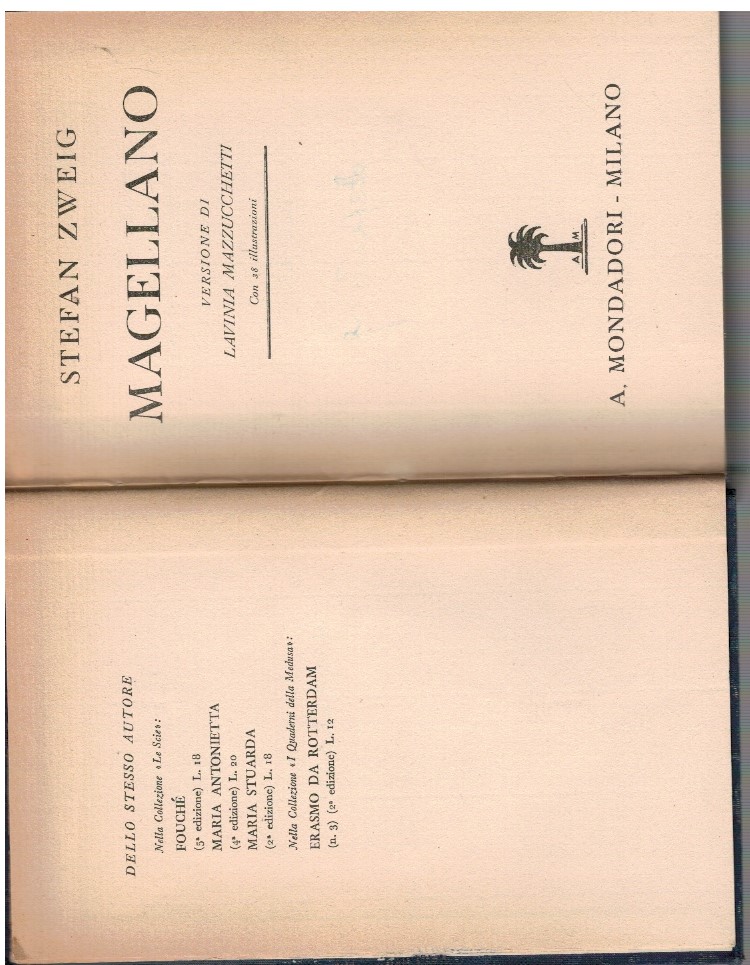 DELLO STESSO AUTORE
Nella Collezione «Le Scie»:
FOUCHÉ
(5ª edizione) L. 18
MARIA ANTONIETTA
(4ª edizione) L. 20
MARIA STUARDA
(2ª edizione) L. 18
Nella Collezione «I Quaderni della Medusa»:
ERASMO DA ROTTERDAM
(n. 3) (2ª edizione) L. 12
STEFAN ZWEIG
MAGELLANO
VERSIONE DI
LAVINIA MAZZUCCHETTI
Con 38 illustrazioni
A M
A. MONDADORI - MILANO